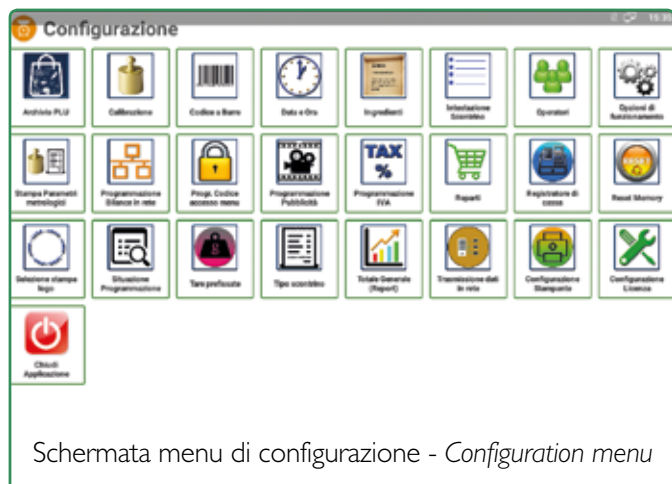 Configurazione
15:35
Archivio PLU
Calibrazione
Codice a Barre
Data e Ora
Ingredienti
Intestazione
Scontrino
Operatori
Opzioni di
funzionamento
Stampa Parametri
metrologici
Programmazione
Bilance in rete
Progr. Codice
accesso menu
Programmazione
Pubblicità
TAX
%
Programmazione
IVA
Reparti
Registratore di
cassa
Reset Memory
Selezione stampa
logo
Situazione
Programmazione
g
Tare prefissate
Tipo scontrino
Totale Generale
(Report)
Trasmissione dati
in rete
Configurazione
Stampante
Configurazione
Licenza
Chiudi
Applicazione
Schermata menu di configurazione - Configuration menu